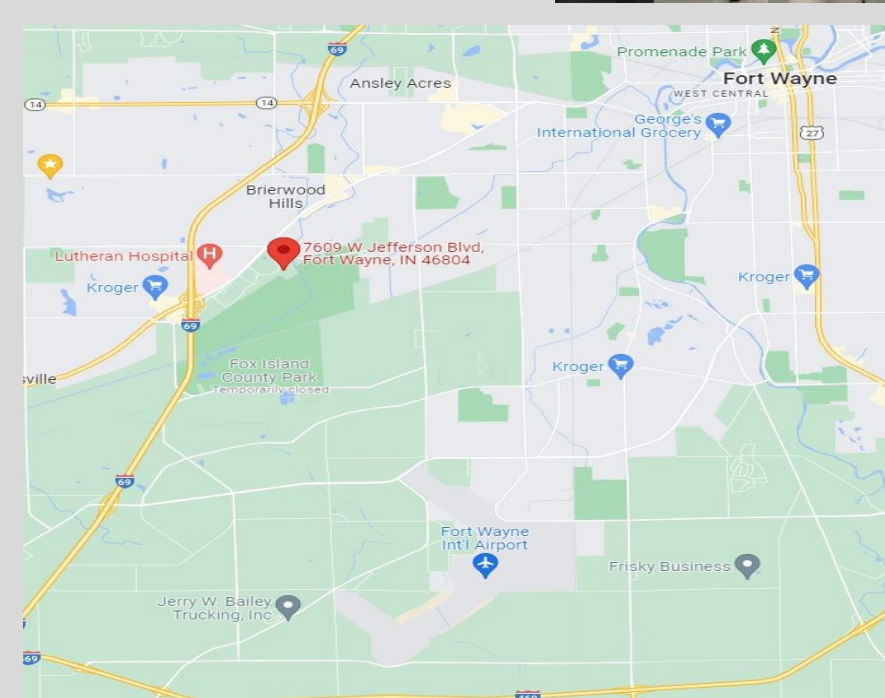 69
Promenade Park
Fort Wayne
WEST CENTRAL
Ansley Acres
14
14
George's
International Grocery
27
Brierwood
Hills
Lutheran Hospital
H
7609 W Jefferson Blvd,
Fort Wayne, IN 46804
Kroger
Kroger
69
Kroger
sville
Fox Island
County Park
Temporarily closed
69
Fort Wayne
Int'l Airport
Frisky Business
Jerry W. Bailey
Trucking, Inc
69
469